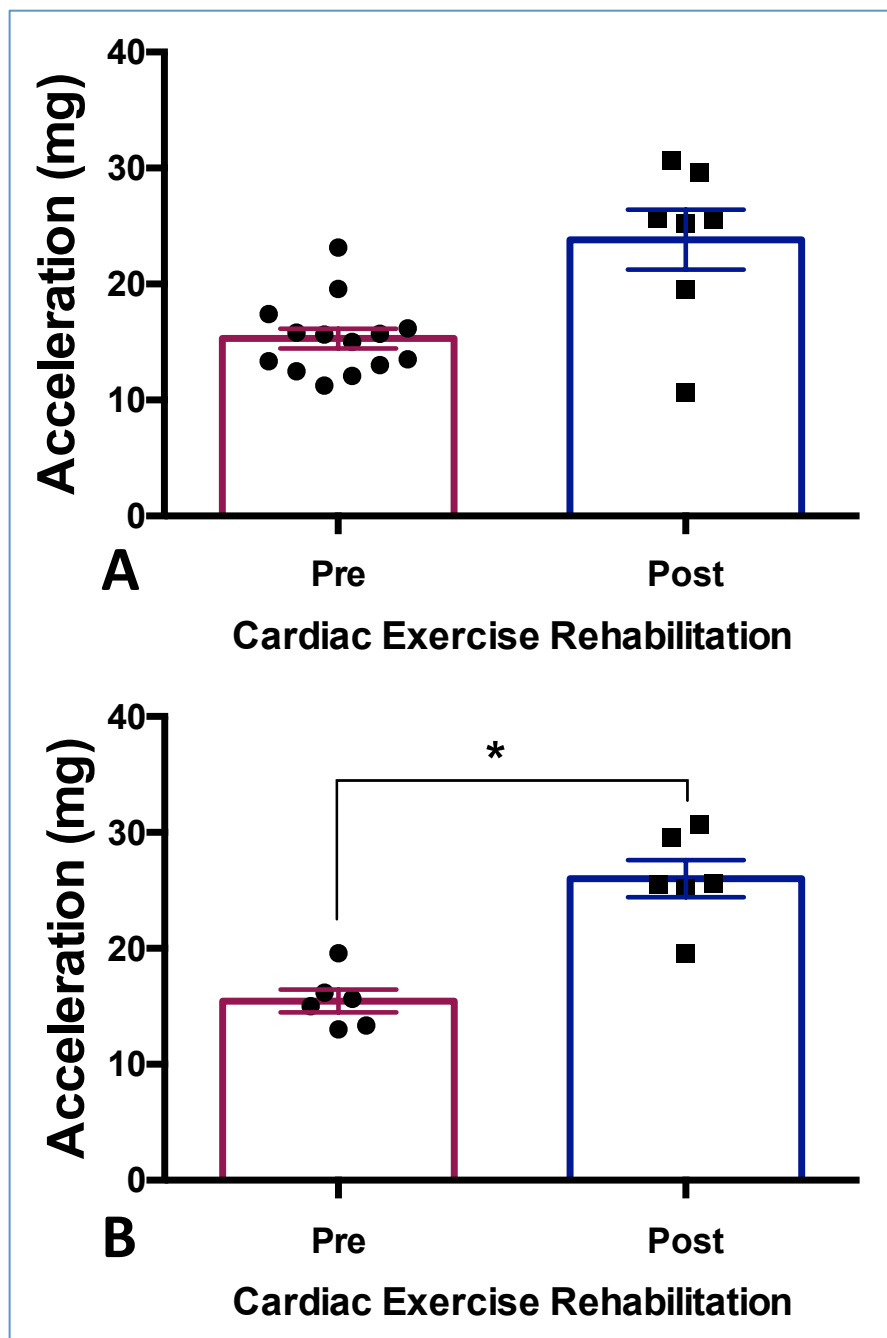 Acceleration (mg)
40
30
20
10
0
A
Pre
Post
Cardiac Exercise Rehabilitation
Acceleration (mg)
40
30
20
10
0
*
B
Pre
Post
Cardiac Exercise Rehabilitation